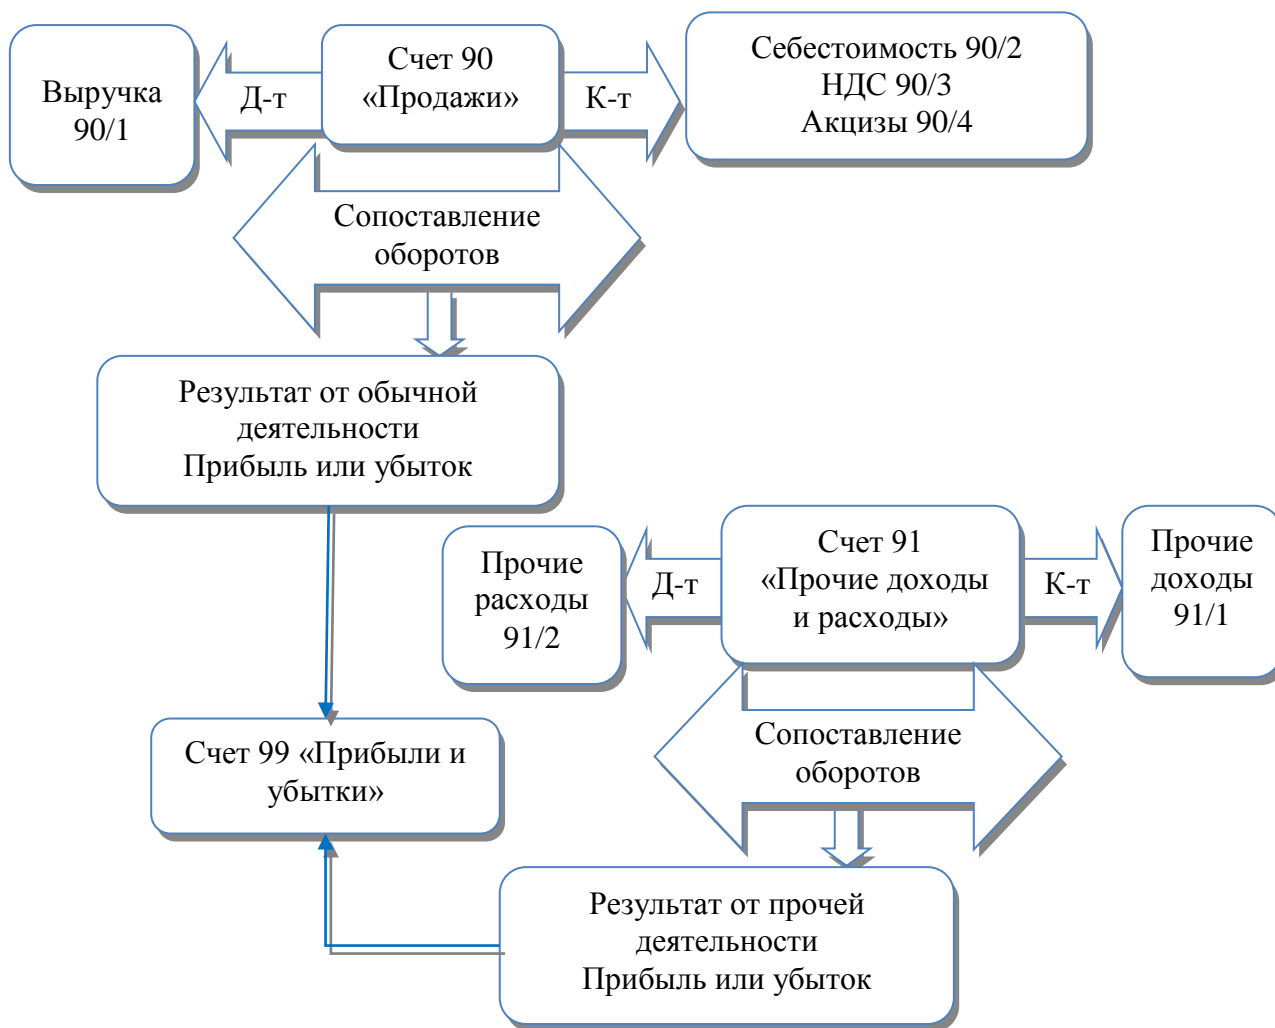 Выручка
90/1
Д-т
Счет 90
«Продажи»
К-т
Себестоимость 90/2
НДС 90/3
Акцизы 90/4
Сопоставление
оборотов
Результат от обычной
деятельности
Прибыль или убыток
Прочие
расходы
91/2
Д-т
Счет 91
«Прочие доходы
и расходы»
К-т
Прочие
доходы
91/1
Сопоставление
оборотов
Счет 99 «Прибыли и
убытки»
Результат от прочей
деятельности
Прибыль или убыток